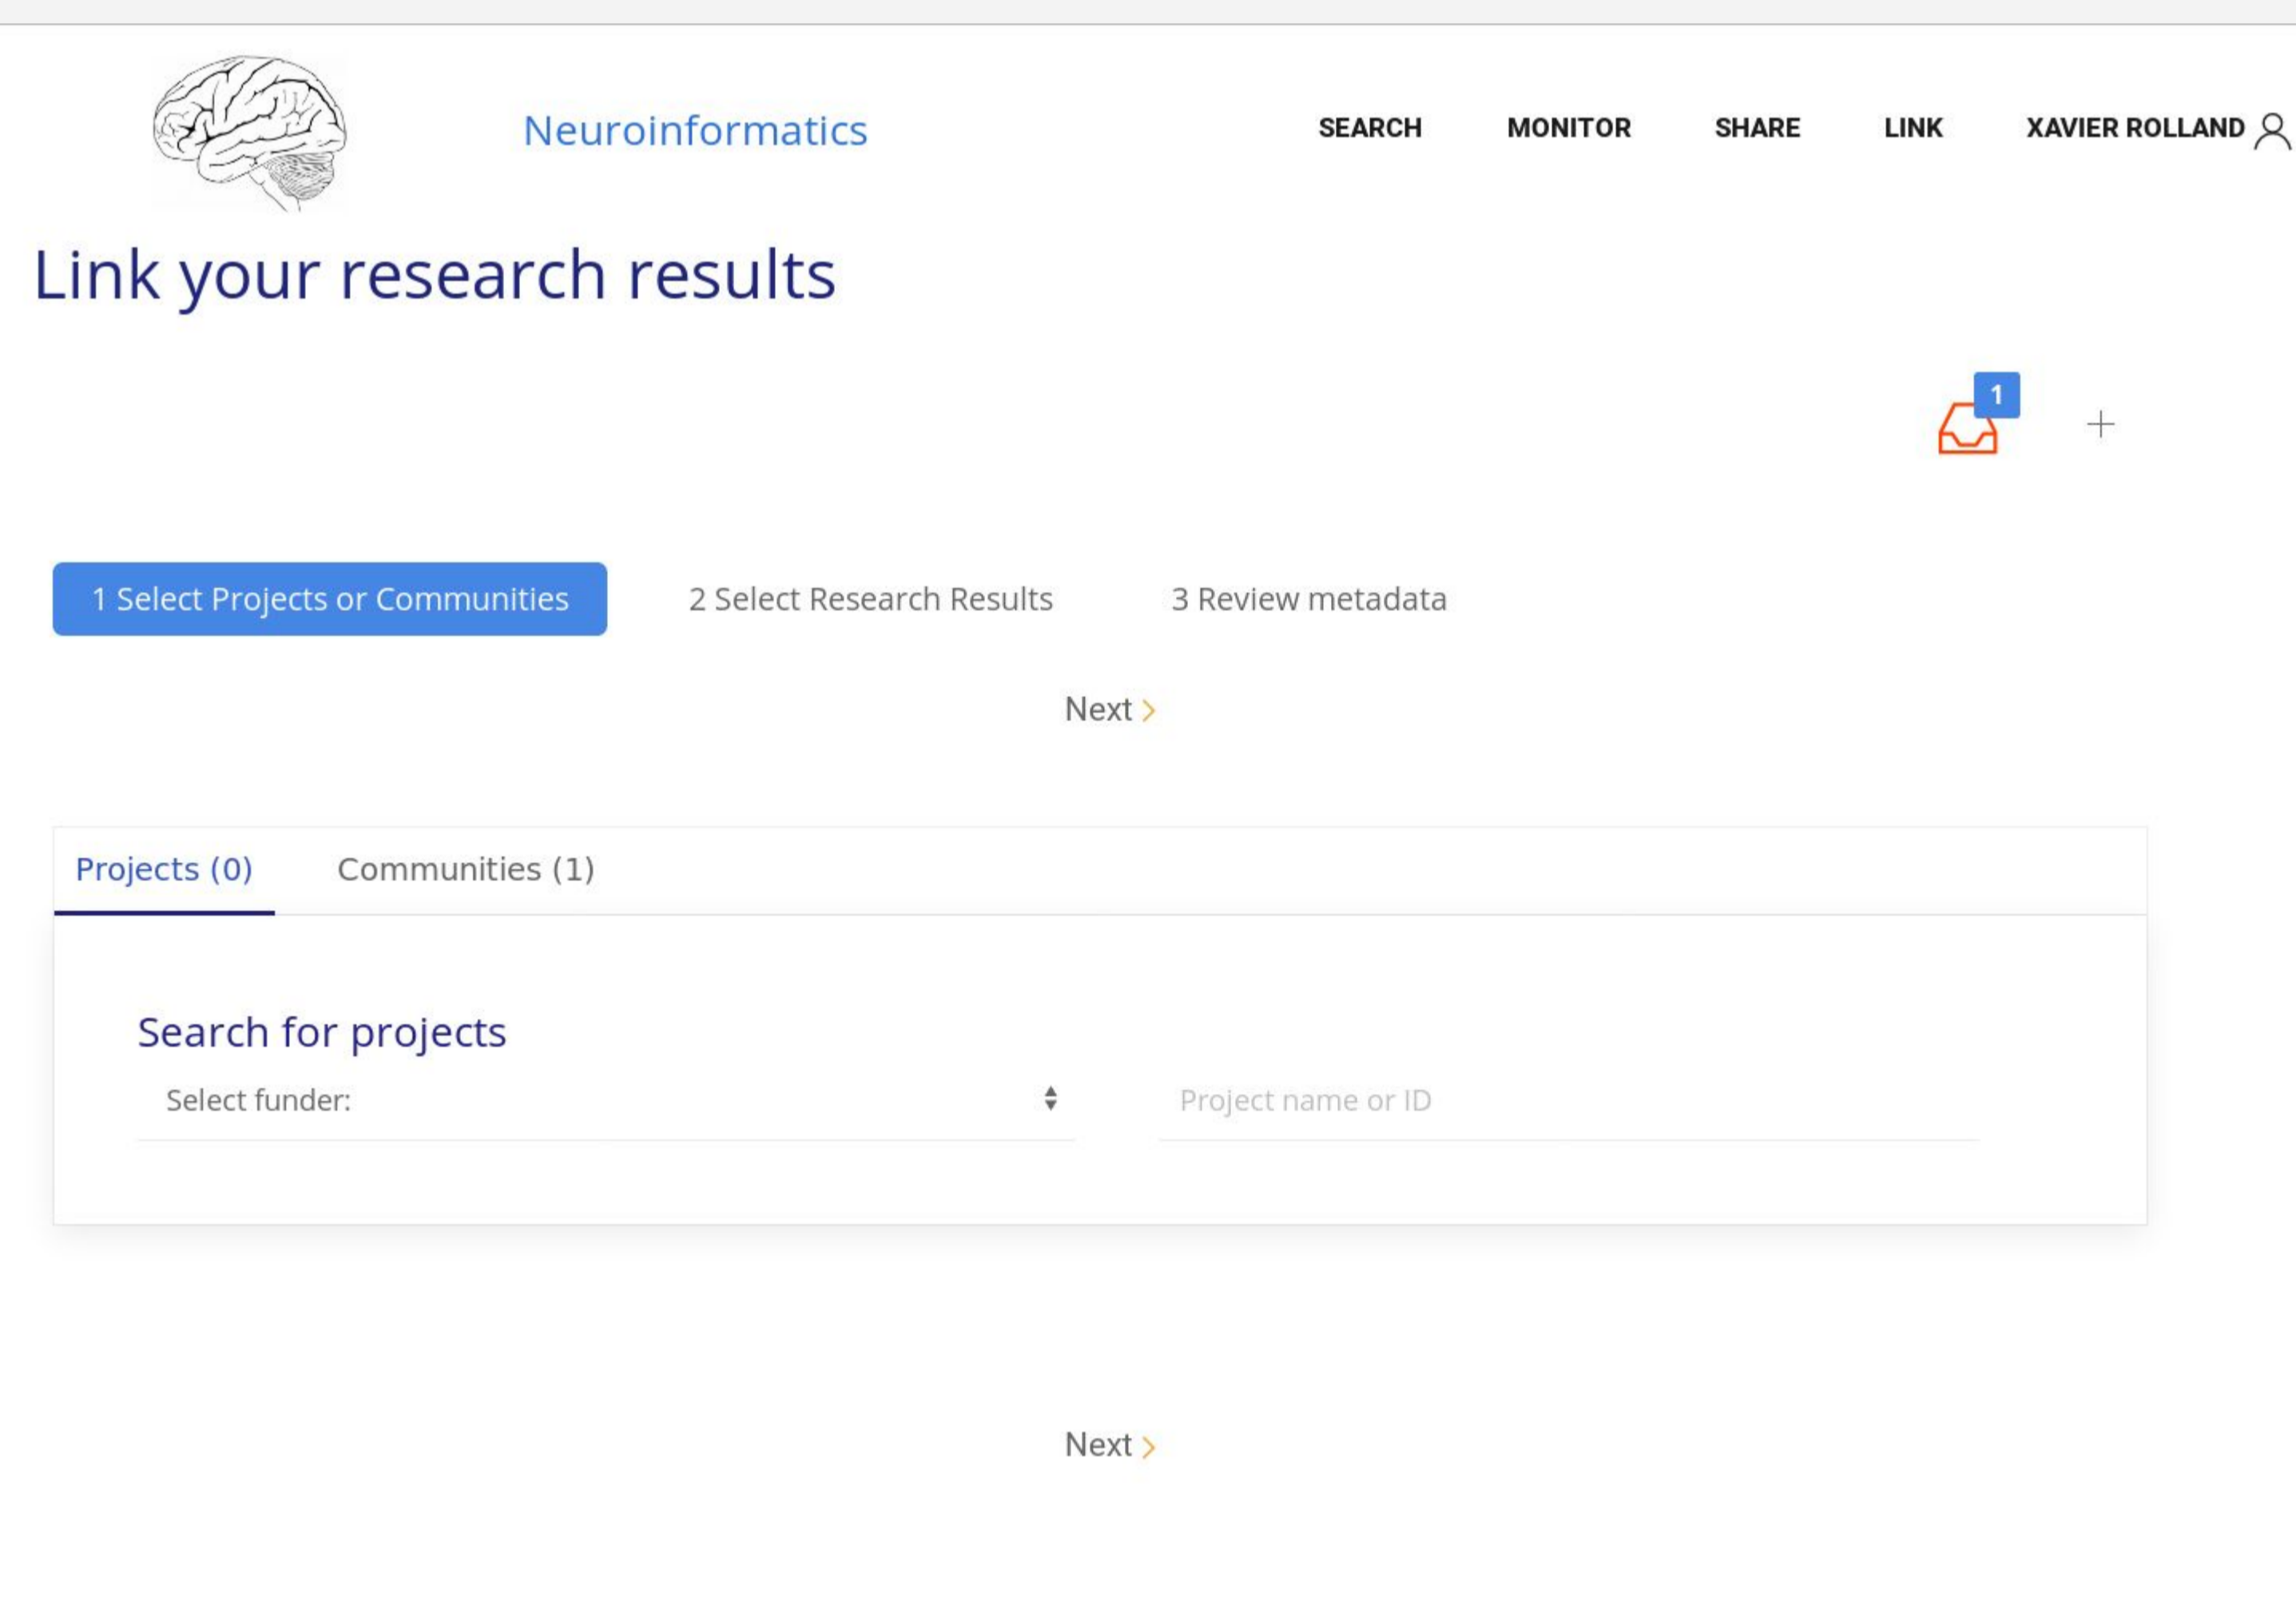 Neuroinformatics
SEARCH MONITOR SHARE LINK XAVIER ROLLAND
Link your research results
1
1 Select Projects or Communities 2 Select Research Results 3 Review metadata
Next
Projects (0) Communities (1)
Search for projects
Select funder: Project name or ID
Next